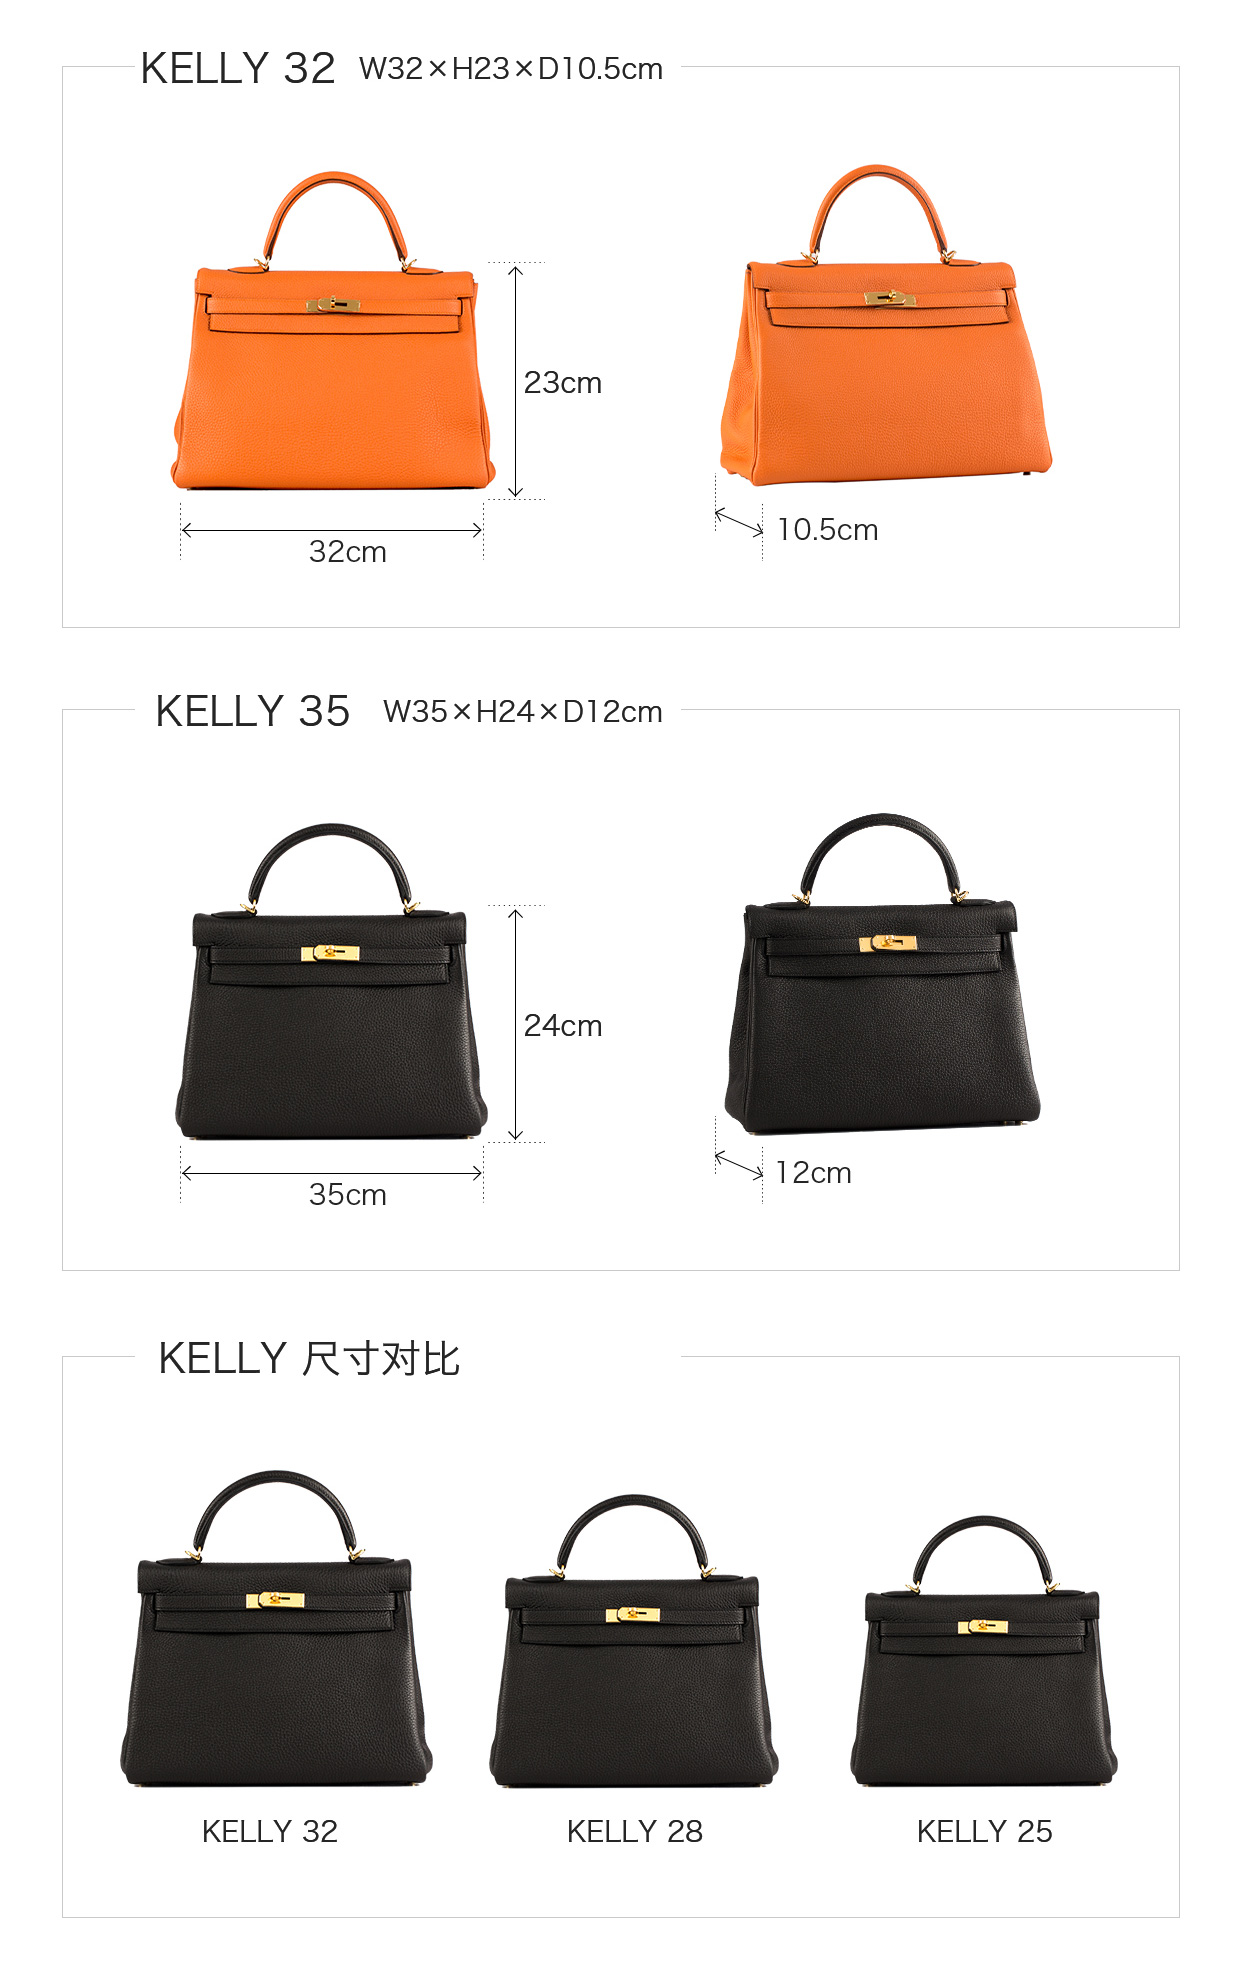 KELLY 32 W32×H23×D10.5cm
23cm
32cm
10.5cm
KELLY 35 W35×H24×D12cm
24cm
35cm
12cm
KELLY 尺寸对比
KELLY 32
KELLY 28
KELLY 25